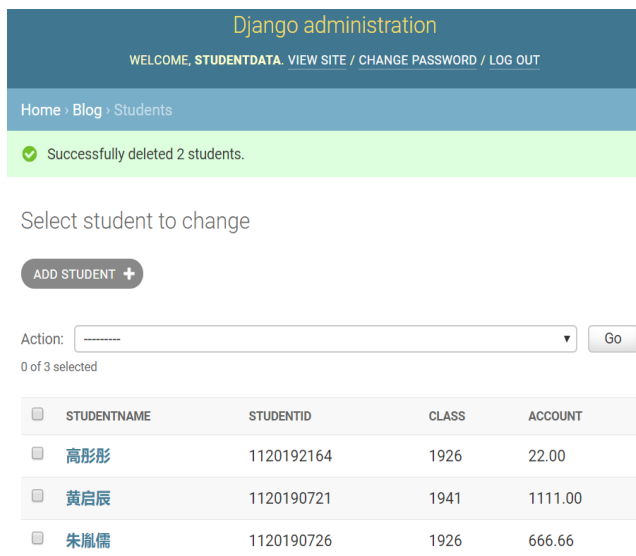 Django administration
WELCOME, STUDENTDATA. VIEW SITE / CHANGE PASSWORD / LOG OUT
Home › Blog › Students
Successfully deleted 2 students.
Select student to change
ADD STUDENT +
Action: --------- Go
0 of 3 selected
STUDENTNAME STUDENTID CLASS ACCOUNT
高彤彤 1120192164 1926 22.00
黄启辰 1120190721 1941 1111.00
朱胤儒 1120190726 1926 666.66